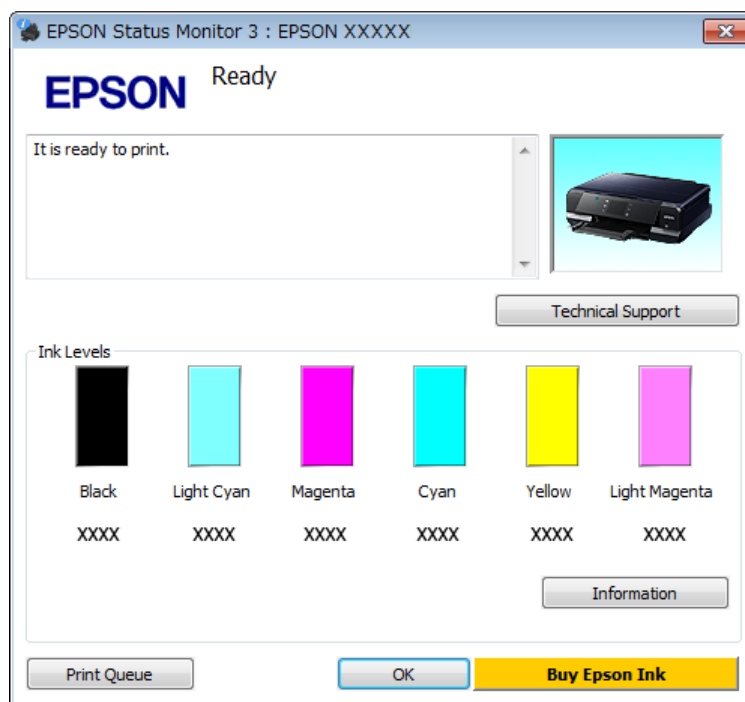 EPSON Status Monitor 3 : EPSON XXXXX
EPSON
Ready
It is ready to print.
Technical Support
Ink Levels
Black Light Cyan Magenta Cyan Yellow Light Magenta
XXXX XXXX XXXX XXXX XXXX XXXX
Information
Print Queue OK Buy Epson Ink